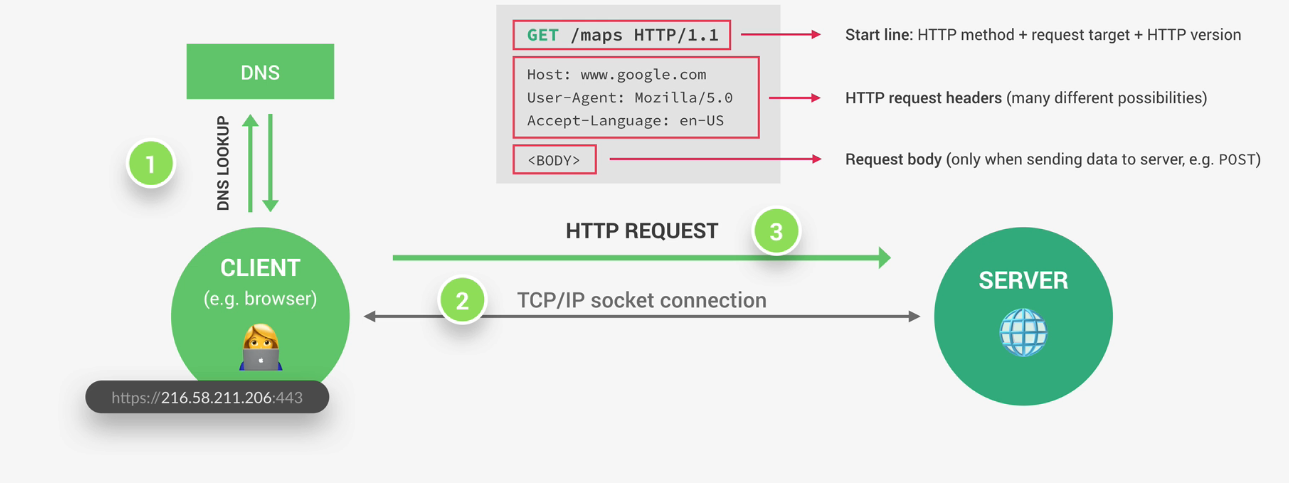 GET /maps HTTP/1.1
Start line: HTTP method + request target + HTTP version
Host: www.google.com
User-Agent: Mozilla/5.0
Accept-Language: en-US
HTTP request headers (many different possibilities)
<BODY>
Request body (only when sending data to server, e.g. POST)
DNS
1
DNS LOOKUP
HTTP REQUEST
3
CLIENT
(e.g. browser)
2
TCP/IP socket connection
SERVER
https://216.58.211.206:443